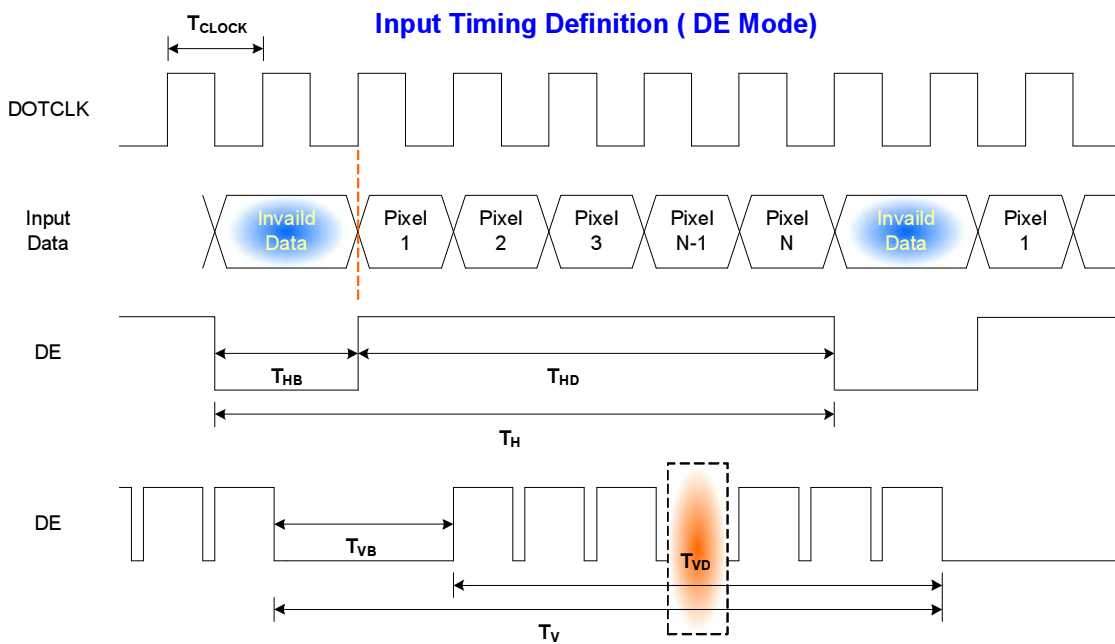 Input Timing Definition ( DE Mode)
TCLOCK
DOTCLK
Input
Data
Invaild
Data
Pixel
1
Pixel
2
Pixel
3
Pixel
N-1
Pixel
N
Invaild
Data
Pixel
1
DE
THB
THD
TH
DE
TVB
TVD
TV